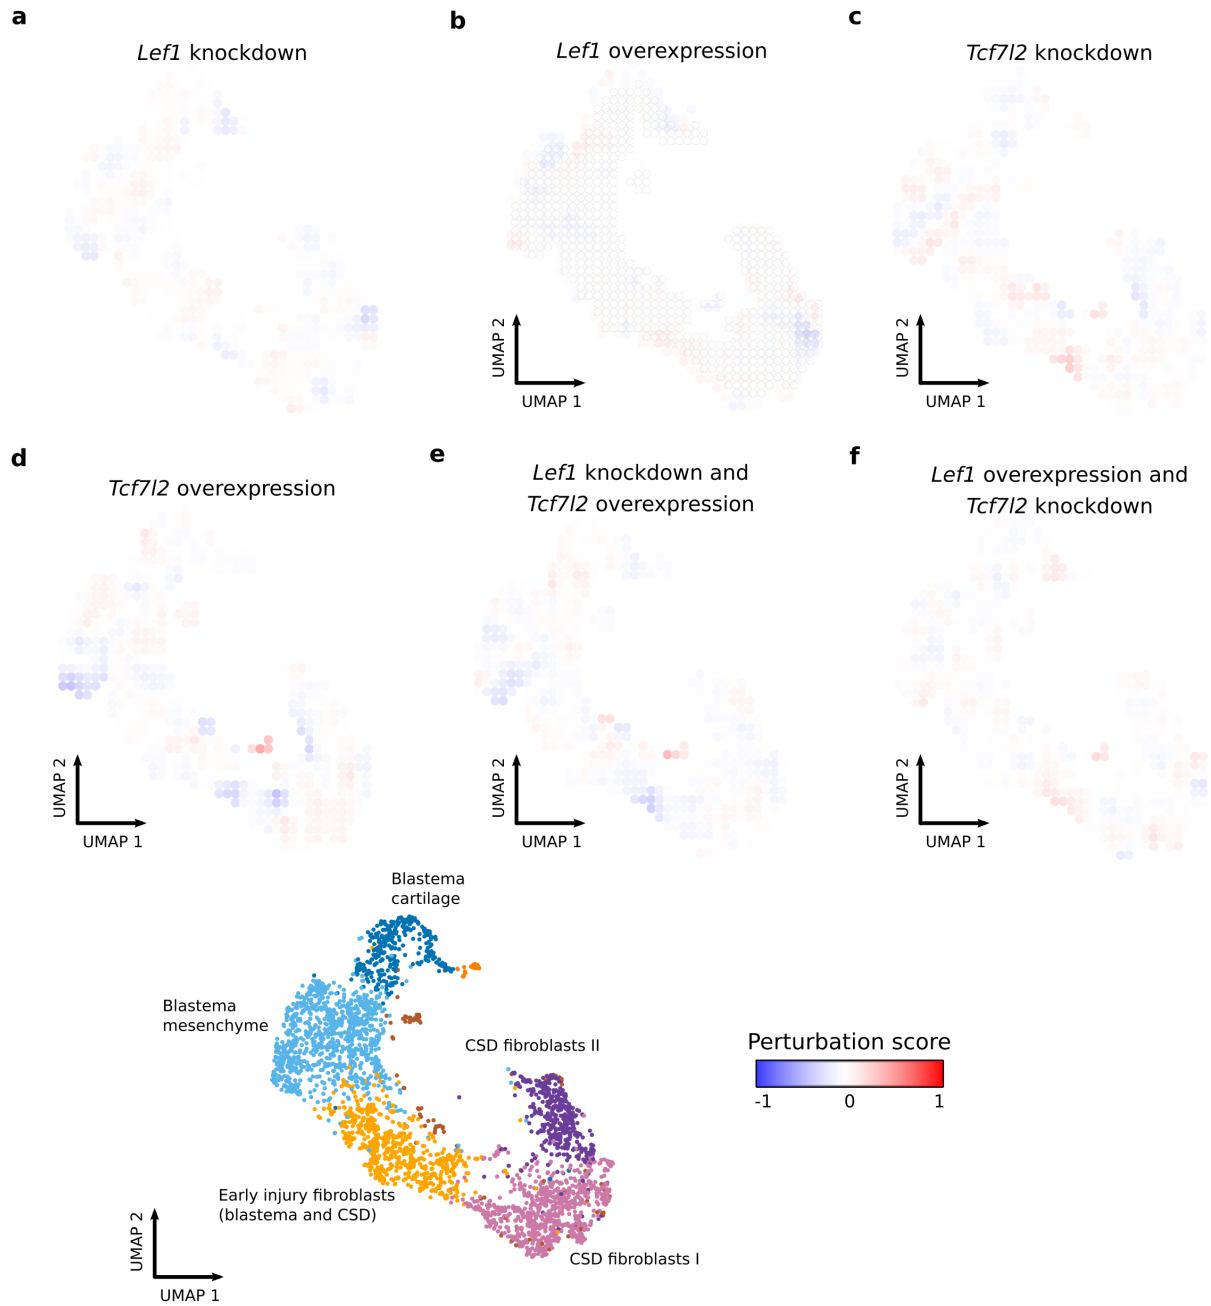 a
b
c
Lef1 knockdown
Lef1 overexpression
Tcf7l2 knockdown
UMAP 2
UMAP 1
UMAP 2
UMAP 1
d
e
f
Tcf7l2 overexpression
Lef1 knockdown and
Tcf7l2 overexpression
Lef1 overexpression and
Tcf7l2 knockdown
UMAP 2
UMAP 1
UMAP 2
UMAP 1
UMAP 2
UMAP 1
Blastema
cartilage
Blastema
mesenchyme
CSD fibroblasts II
Early injury fibroblasts
(blastema and CSD)
CSD fibroblasts I
UMAP 2
UMAP 1
Perturbation score
-1 0 1